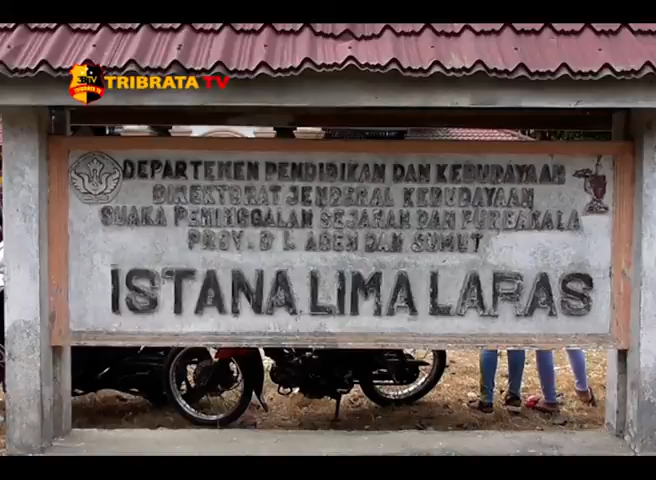 TRIBRATA TV
DEPARTEMEN PENDIDIKAN DAN KEBUDAYAAN
DIREKTORAT JENDERAL KEBUDAYAAN
SUAKA PENINGGALAN SEJARAH DAN PURBAKALA
PROV. D I. ACEH DAN SUMUT
ISTANA LIMA LARAS